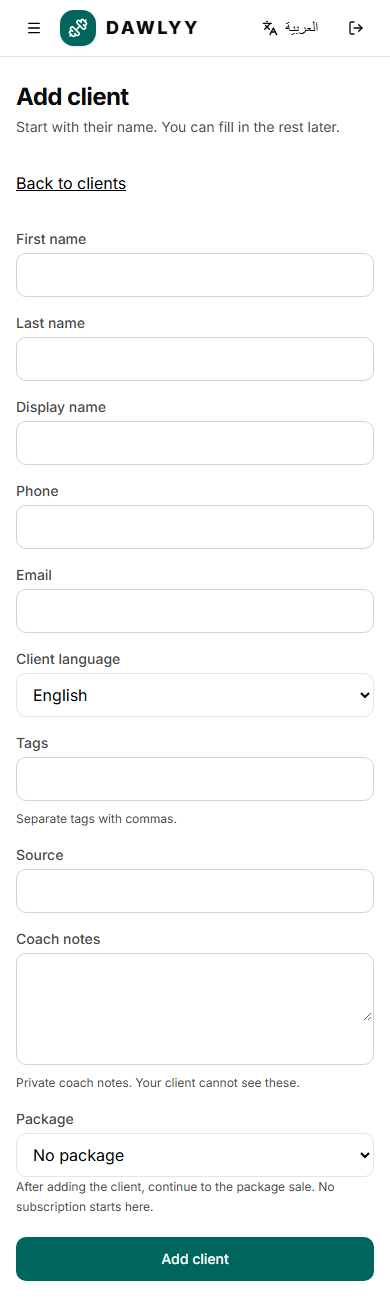 DAWLYY
العربية
Add client
Start with their name. You can fill in the rest later.
Back to clients
First name
Last name
Display name
Phone
Email
Client language
English
Tags
Separate tags with commas.
Source
Coach notes
Private coach notes. Your client cannot see these.
Package
No package
After adding the client, continue to the package sale. No
subscription starts here.
Add client